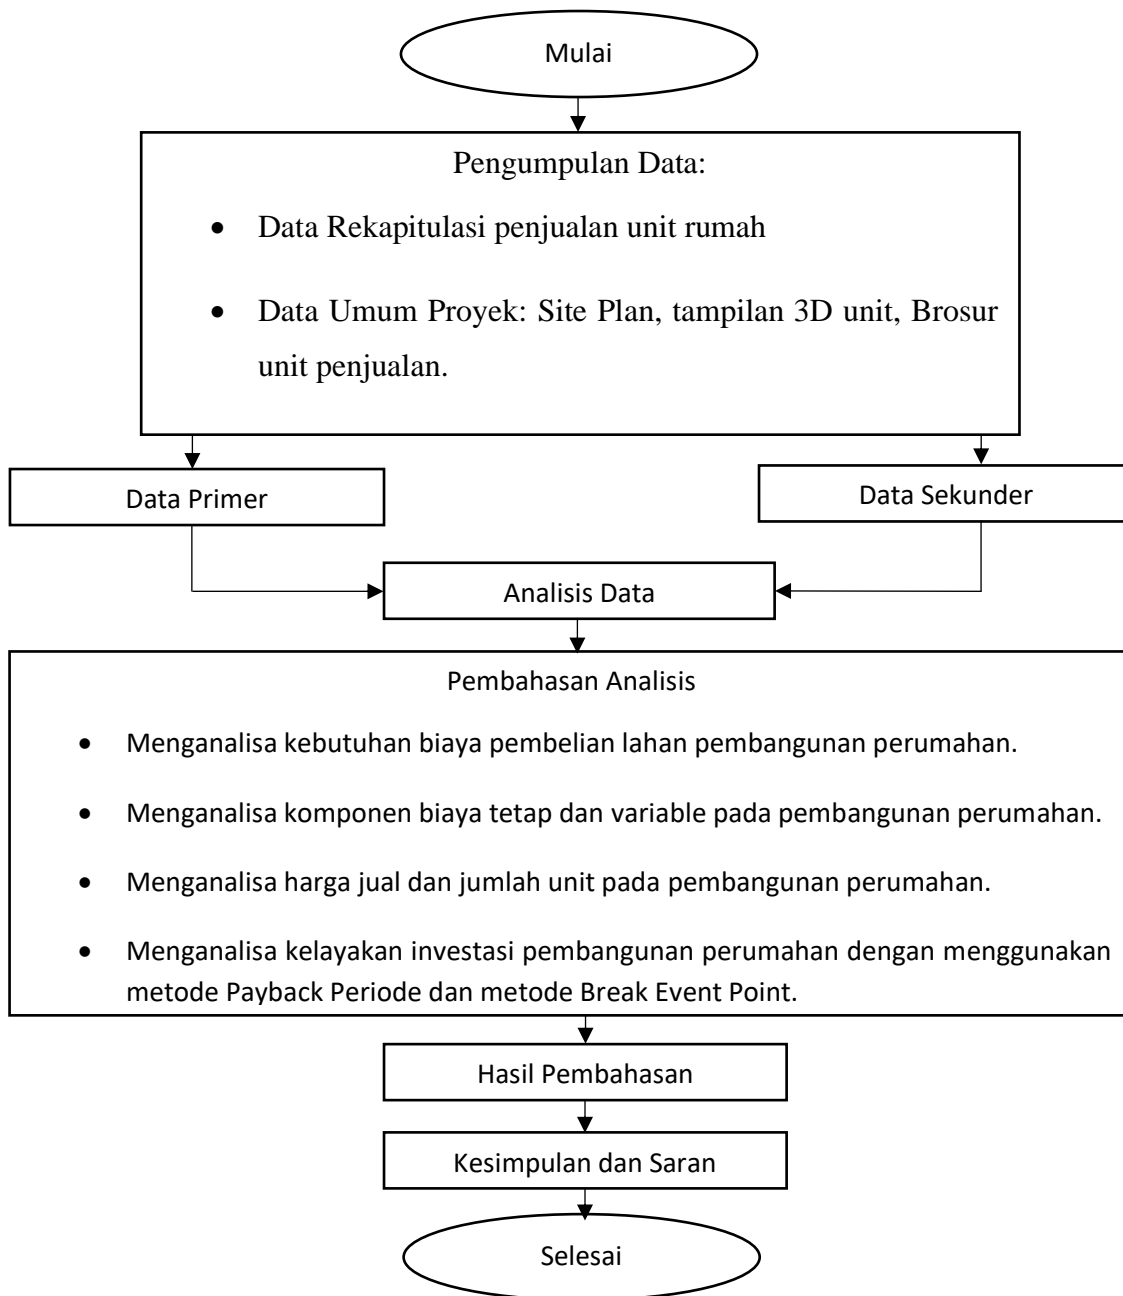 Mulai
Pengumpulan Data:
• Data Rekapitulasi penjualan unit rumah
• Data Umum Proyek: Site Plan, tampilan 3D unit, Brosur
unit penjualan.
Data Primer
Data Sekunder
Analisis Data
Pembahasan Analisis
• Menganalisa kebutuhan biaya pembelian lahan pembangunan perumahan.
• Menganalisa komponen biaya tetap dan variable pada pembangunan perumahan.
• Menganalisa harga jual dan jumlah unit pada pembangunan perumahan.
• Menganalisa kelayakan investasi pembangunan perumahan dengan menggunakan
metode Payback Periode dan metode Break Event Point.
Hasil Pembahasan
Kesimpulan dan Saran
Selesai